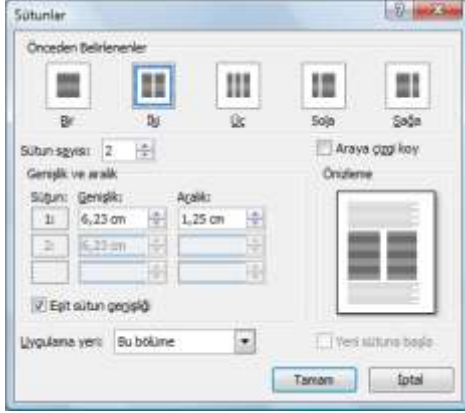 Sütunlar
Önceden Belirlenenler
Bir İki Üç Sola Sağa
Sütun sayısı: 2
Araya çizgi koy
Genişlik ve aralık
Önizleme
Sütun: Genişlik: Aralık:
1: 6,23 cm 1,25 cm
2: 6,23 cm
Eşit sütun genişliği
Uygulama yeri: Bu bölüme
Yeni sütuna başla
Tamam İptal